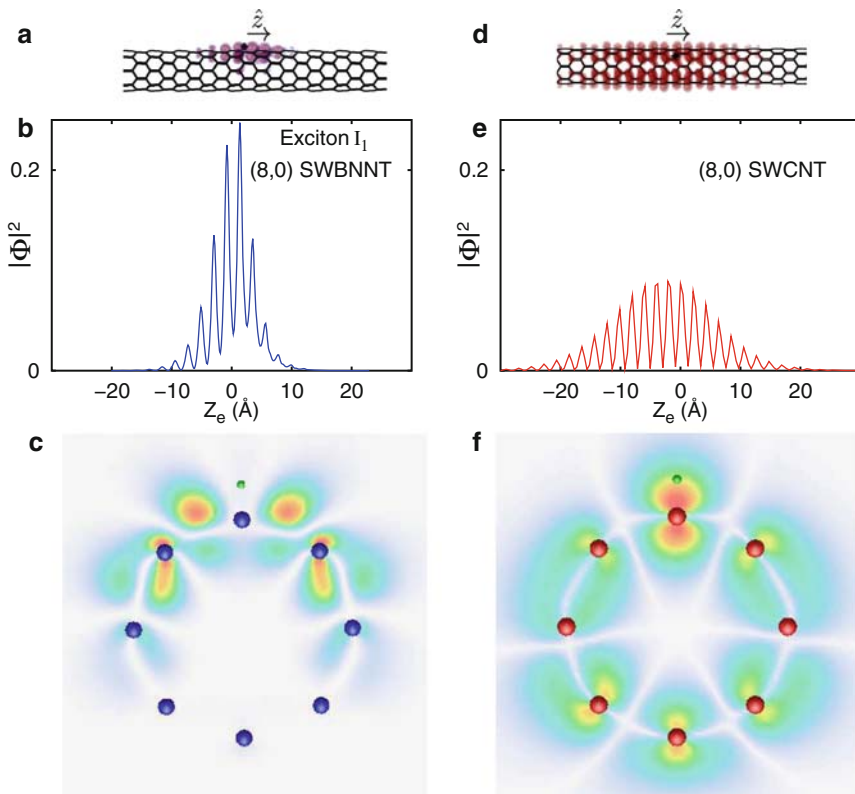 a
ẑ
b
Exciton I₁
(8,0) SWBNNT
0.2
|Φ|²
0
−20 −10 0 10 20
Zₑ (Å)
c
d
ẑ
e
(8,0) SWCNT
0.2
|Φ|²
0
−20 −10 0 10 20
Zₑ (Å)
f